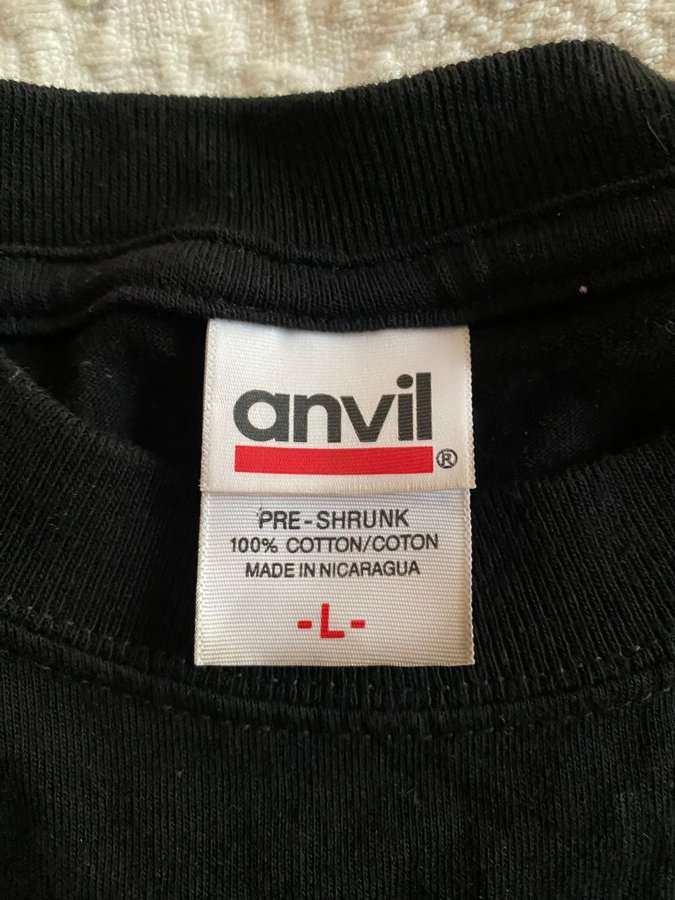 anvil®
PRE-SHRUNK
100% COTTON/COTON
MADE IN NICARAGUA
-L-